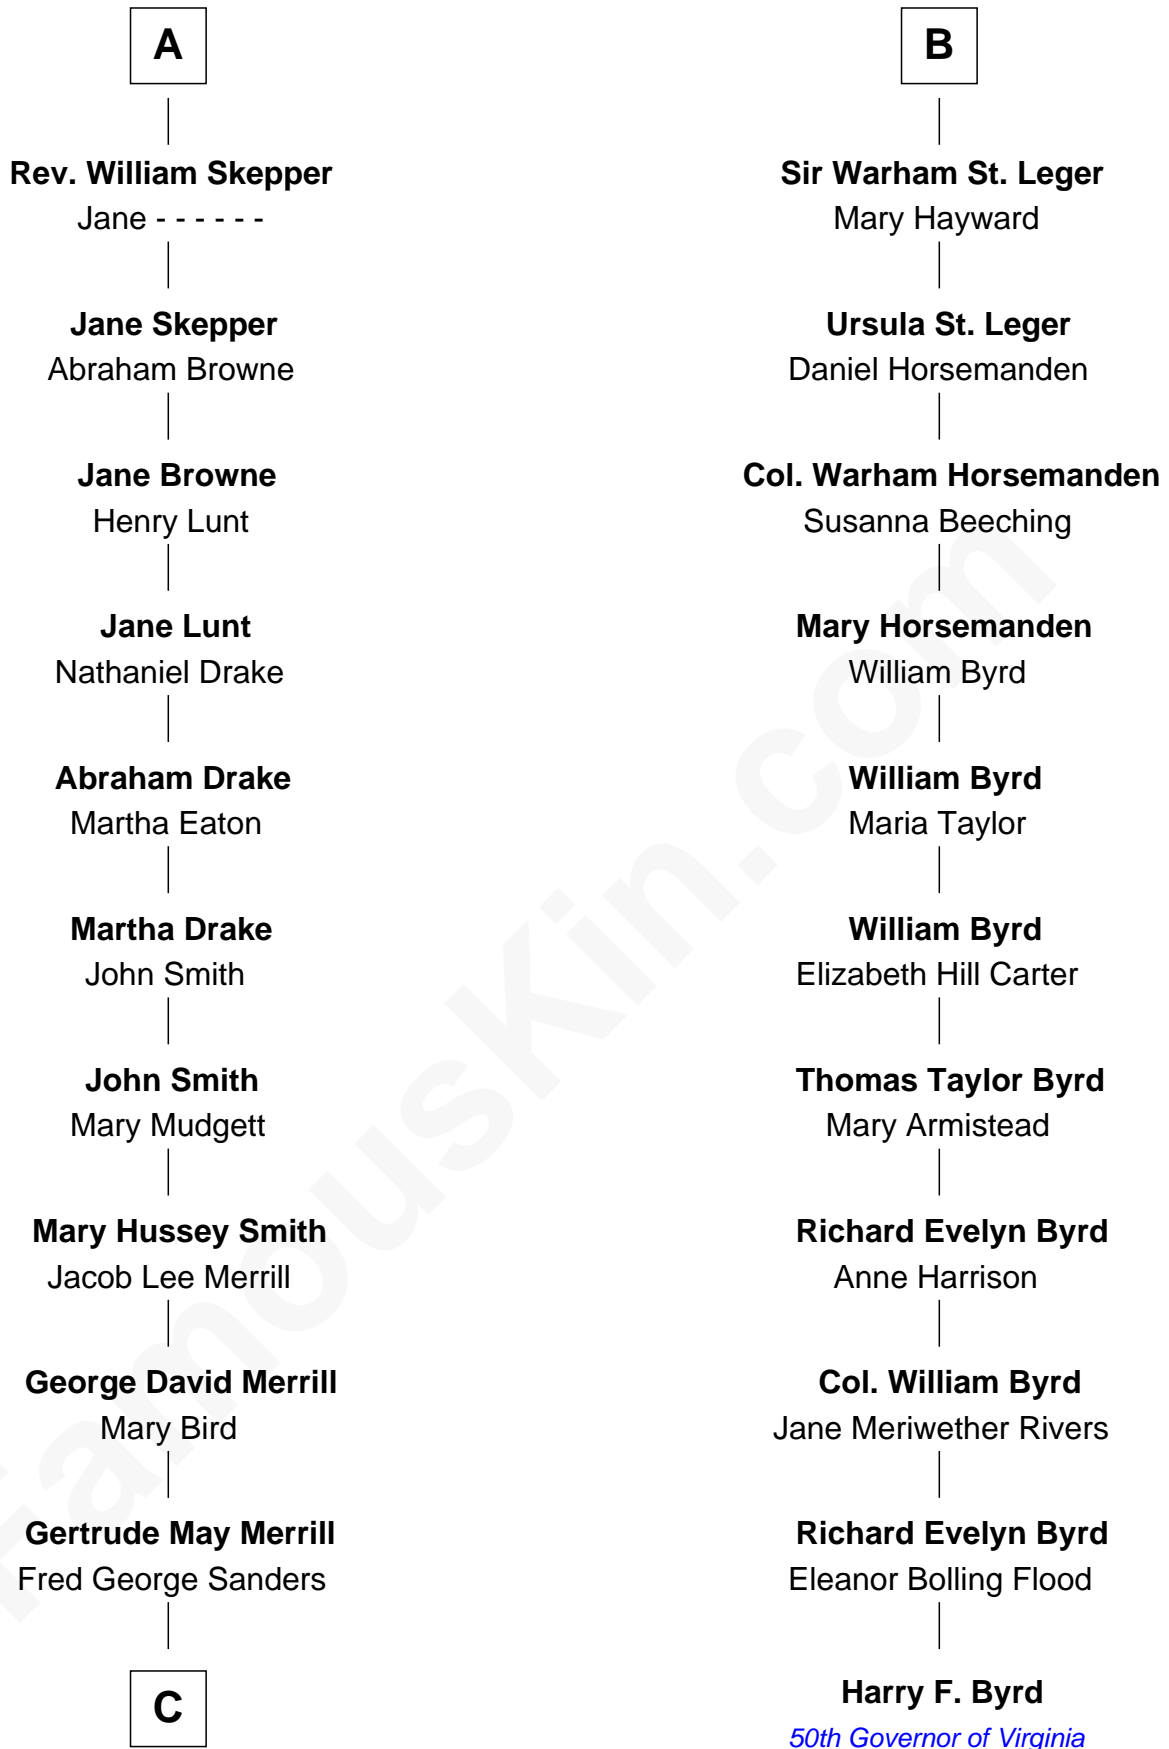 A
Rev. William Skepper
Jane - - - - - -
Jane Skepper
Abraham Browne
Jane Browne
Henry Lunt
Jane Lunt
Nathaniel Drake
Abraham Drake
Martha Eaton
Martha Drake
John Smith
John Smith
Mary Mudgett
Mary Hussey Smith
Jacob Lee Merrill
George David Merrill
Mary Bird
Gertrude May Merrill
Fred George Sanders
C
B
Sir Warham St. Leger
Mary Hayward
Ursula St. Leger
Daniel Horsemanden
Col. Warham Horsemanden
Susanna Beeching
Mary Horsemanden
William Byrd
William Byrd
Maria Taylor
William Byrd
Elizabeth Hill Carter
Thomas Taylor Byrd
Mary Armistead
Richard Evelyn Byrd
Anne Harrison
Col. William Byrd
Jane Meriwether Rivers
Richard Evelyn Byrd
Eleanor Bolling Flood
Harry F. Byrd
50th Governor of Virginia
FamousKin.com